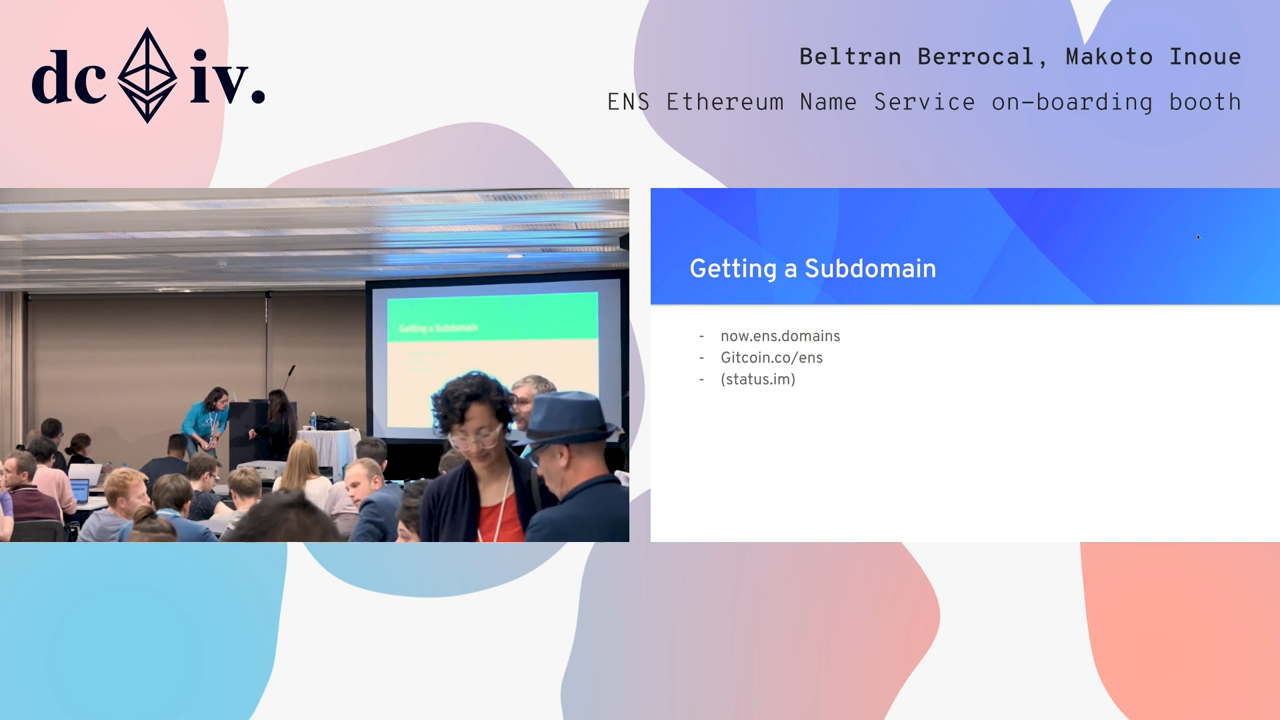 dc iv.
Beltran Berrocal, Makoto Inoue
ENS Ethereum Name Service on-boarding booth
Getting a Subdomain
Getting a Subdomain
- now.ens.domains
- Gitcoin.co/ens
- (status.im)